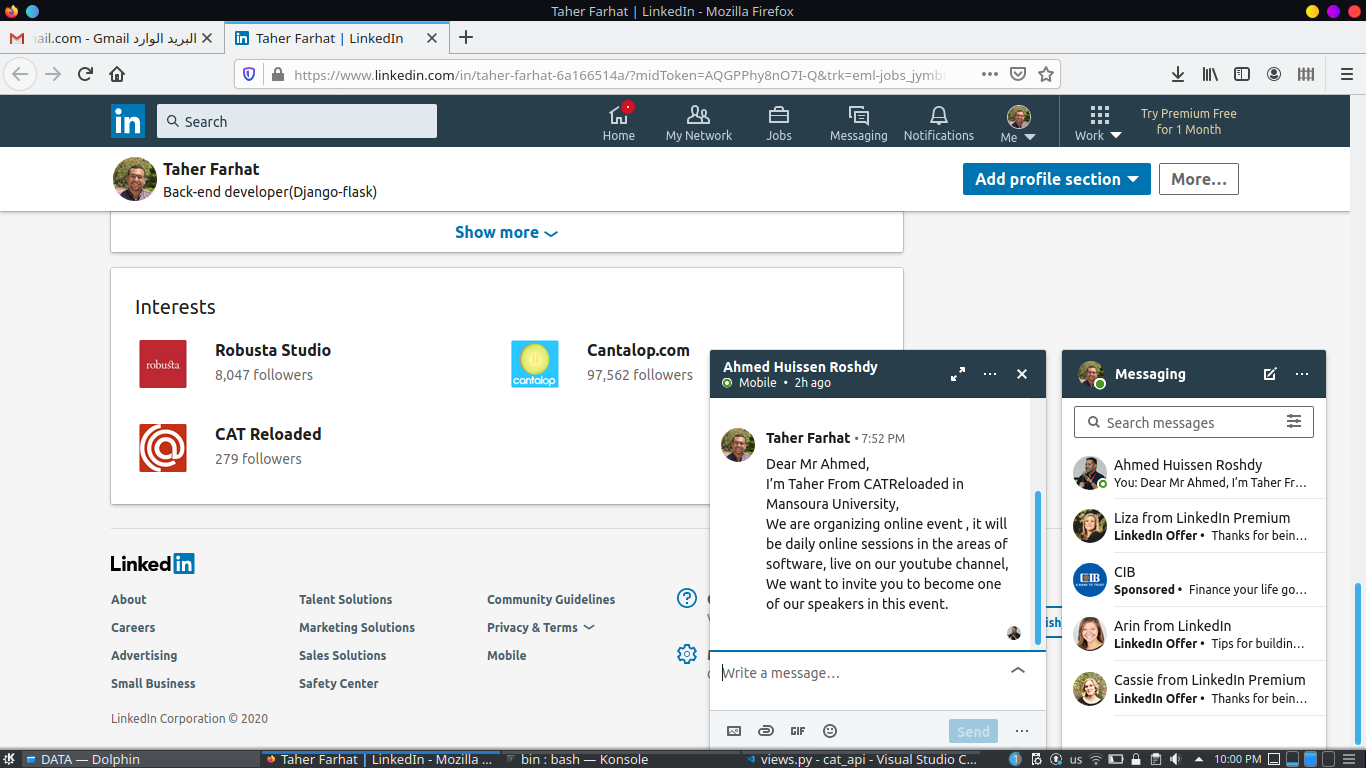 Taher Farhat | LinkedIn - Mozilla Firefox
البريد الوارد - ail.com - Gmail
Taher Farhat | LinkedIn
https://www.linkedin.com/in/taher-farhat-6a166514a/?midToken=AQGPPhy8nO7I-Q&trk=eml-jobs_jymbi
in
Search
Home
My Network
Jobs
Messaging
Notifications
Me
Work
Try Premium Free
for 1 Month
Taher Farhat
Back-end developer(Django-flask)
Add profile section
More...
Show more
Interests
robusta
Robusta Studio
8,047 followers
cantalop
Cantalop.com
97,562 followers
CAT Reloaded
279 followers
Linked in
About
Talent Solutions
Community Guidelines
Careers
Marketing Solutions
Privacy & Terms
Advertising
Sales Solutions
Mobile
Small Business
Safety Center
LinkedIn Corporation © 2020
ish
Ahmed Huissen Roshdy
Mobile • 2h ago
Taher Farhat • 7:52 PM
Dear Mr Ahmed,
I’m Taher From CATReloaded in
Mansoura University,
We are organizing online event , it will
be daily online sessions in the areas of
software, live on our youtube channel,
We want to invite you to become one
of our speakers in this event.
Write a message…
GIF
Send
Messaging
Search messages
Ahmed Huissen Roshdy
You: Dear Mr Ahmed, I’m Taher Fr…
Liza from LinkedIn Premium
LinkedIn Offer • Thanks for bein…
CIB
CIB
Sponsored • Finance your life go…
Arin from LinkedIn
LinkedIn Offer • Tips for buildin…
Cassie from LinkedIn Premium
LinkedIn Offer • Thanks for bein…
DATA — Dolphin
Taher Farhat | LinkedIn - Mozilla ...
bin : bash — Konsole
views.py - cat_api - Visual Studio C...
us
10:00 PM